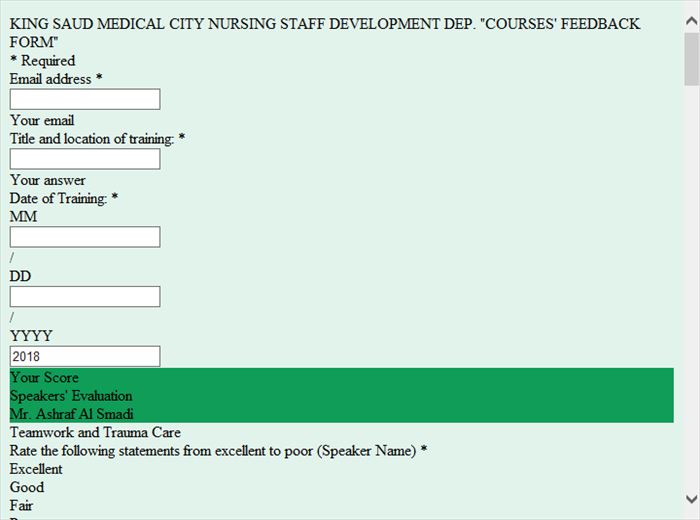 KING SAUD MEDICAL CITY NURSING STAFF DEVELOPMENT DEP. "COURSES' FEEDBACK
FORM"
* Required
Email address *
Your email
Title and location of training: *
Your answer
Date of Training: *
MM
/
DD
/
YYYY
2018
Your Score
Speakers' Evaluation
Mr. Ashraf Al Smadi
Teamwork and Trauma Care
Rate the following statements from excellent to poor (Speaker Name) *
Excellent
Good
Fair